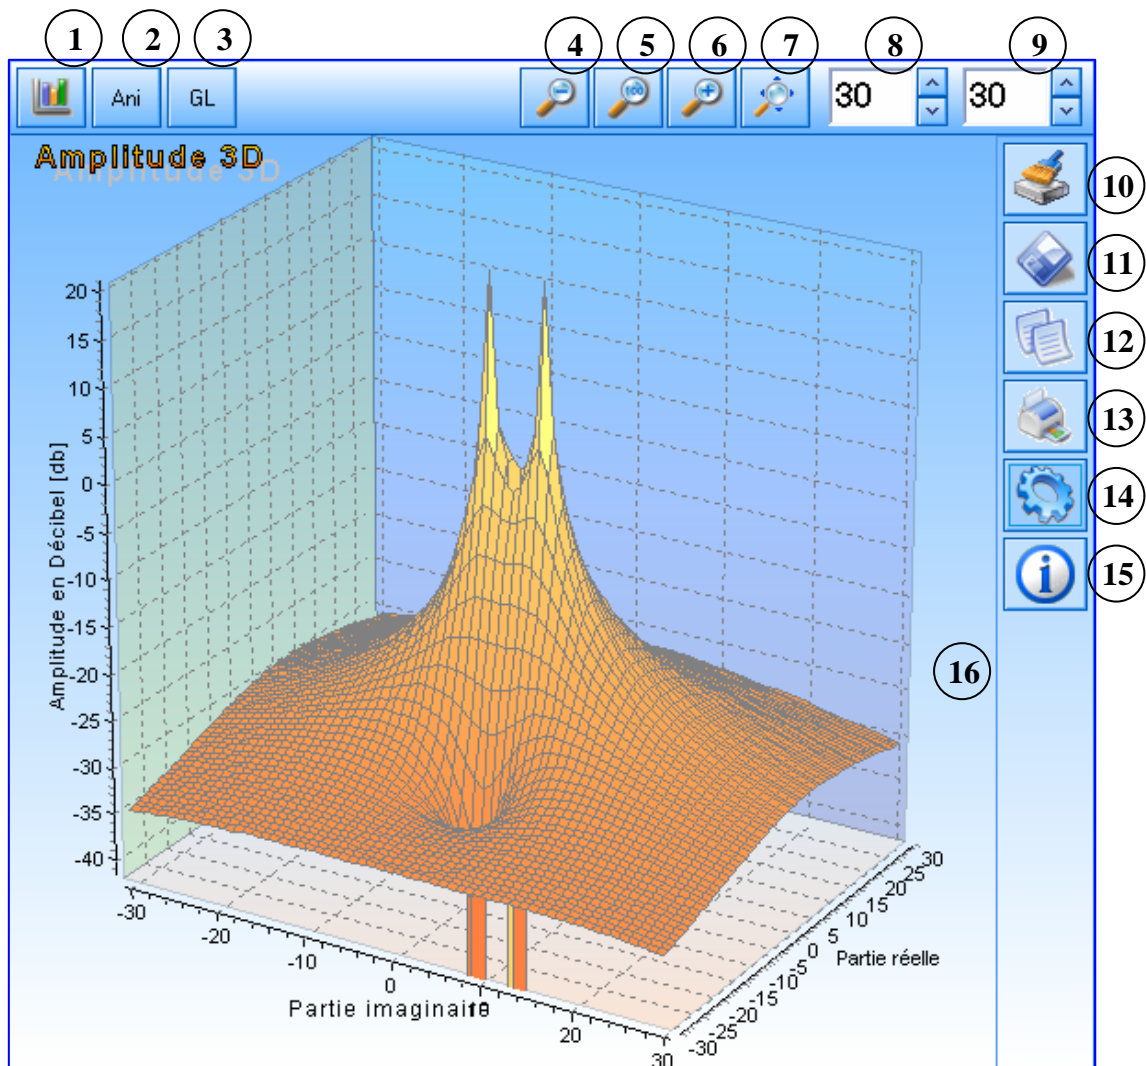 1 2 3 4 5 6 7 8 9
Ani GL 100 30 30
Amplitude 3D
10
11
12
13
14
15
16
Amplitude en Décibel [db]
20
15
10
5
0
-5
-10
-15
-20
-25
-30
-35
-40
-30 -20 -10 0 10 20 30
Partie imaginaire
-30 -25 -20 -15 -10 -5 0 5 10 15 20 25 30
Partie réelle